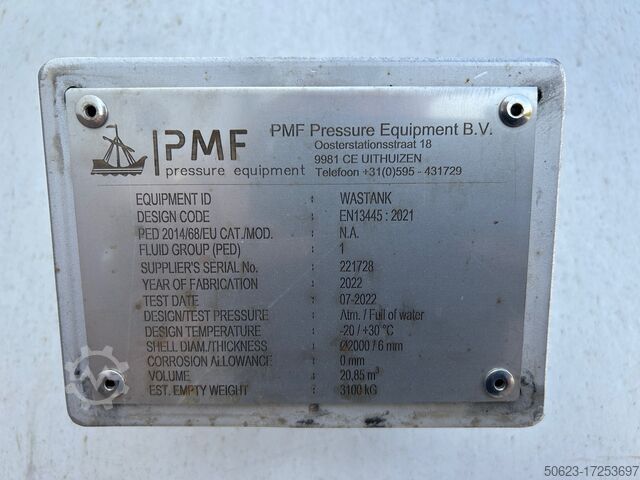 PMF
pressure equipment
PMF Pressure Equipment B.V.
Oosterstationsstraat 18
9981 CE UITHUIZEN
Telefoon +31(0)595 - 431729
EQUIPMENT ID : WASTANK
DESIGN CODE : EN13445 : 2021
PED 2014/68/EU CAT./MOD. : N.A.
FLUID GROUP (PED) : 1
SUPPLIER'S SERIAL No. : 221728
YEAR OF FABRICATION : 2022
TEST DATE : 07-2022
DESIGN/TEST PRESSURE : Atm. / Full of water
DESIGN TEMPERATURE : -20 / +30 °C
SHELL DIAM./THICKNESS : Ø2000 / 6 mm
CORROSION ALLOWANCE : 0 mm
VOLUME : 20,85 m³
EST. EMPTY WEIGHT : 3100 kG
50623-17253697